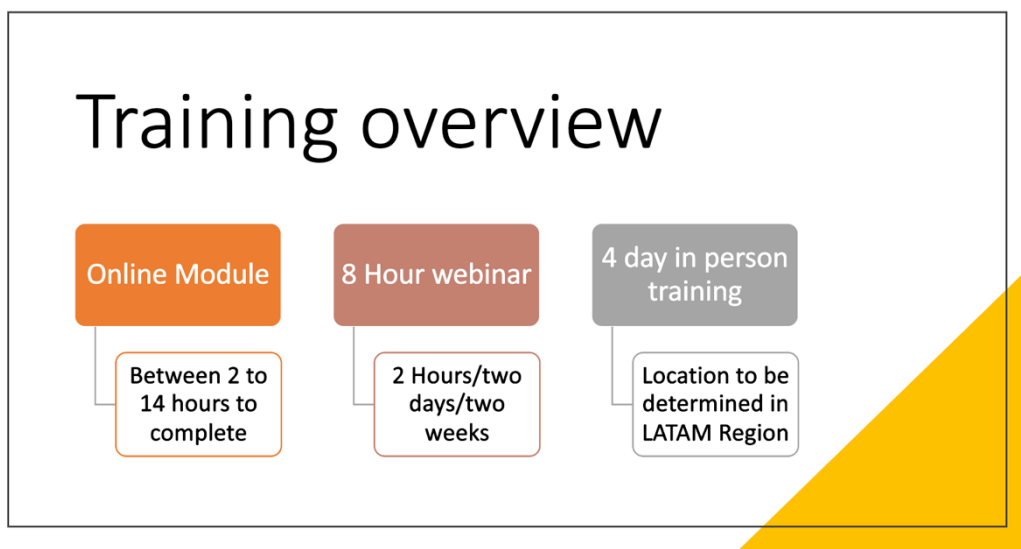 Training overview
Online Module
Between 2 to
14 hours to
complete
8 Hour webinar
2 Hours/two
days/two
weeks
4 day in person
training
Location to be
determined in
LATAM Region